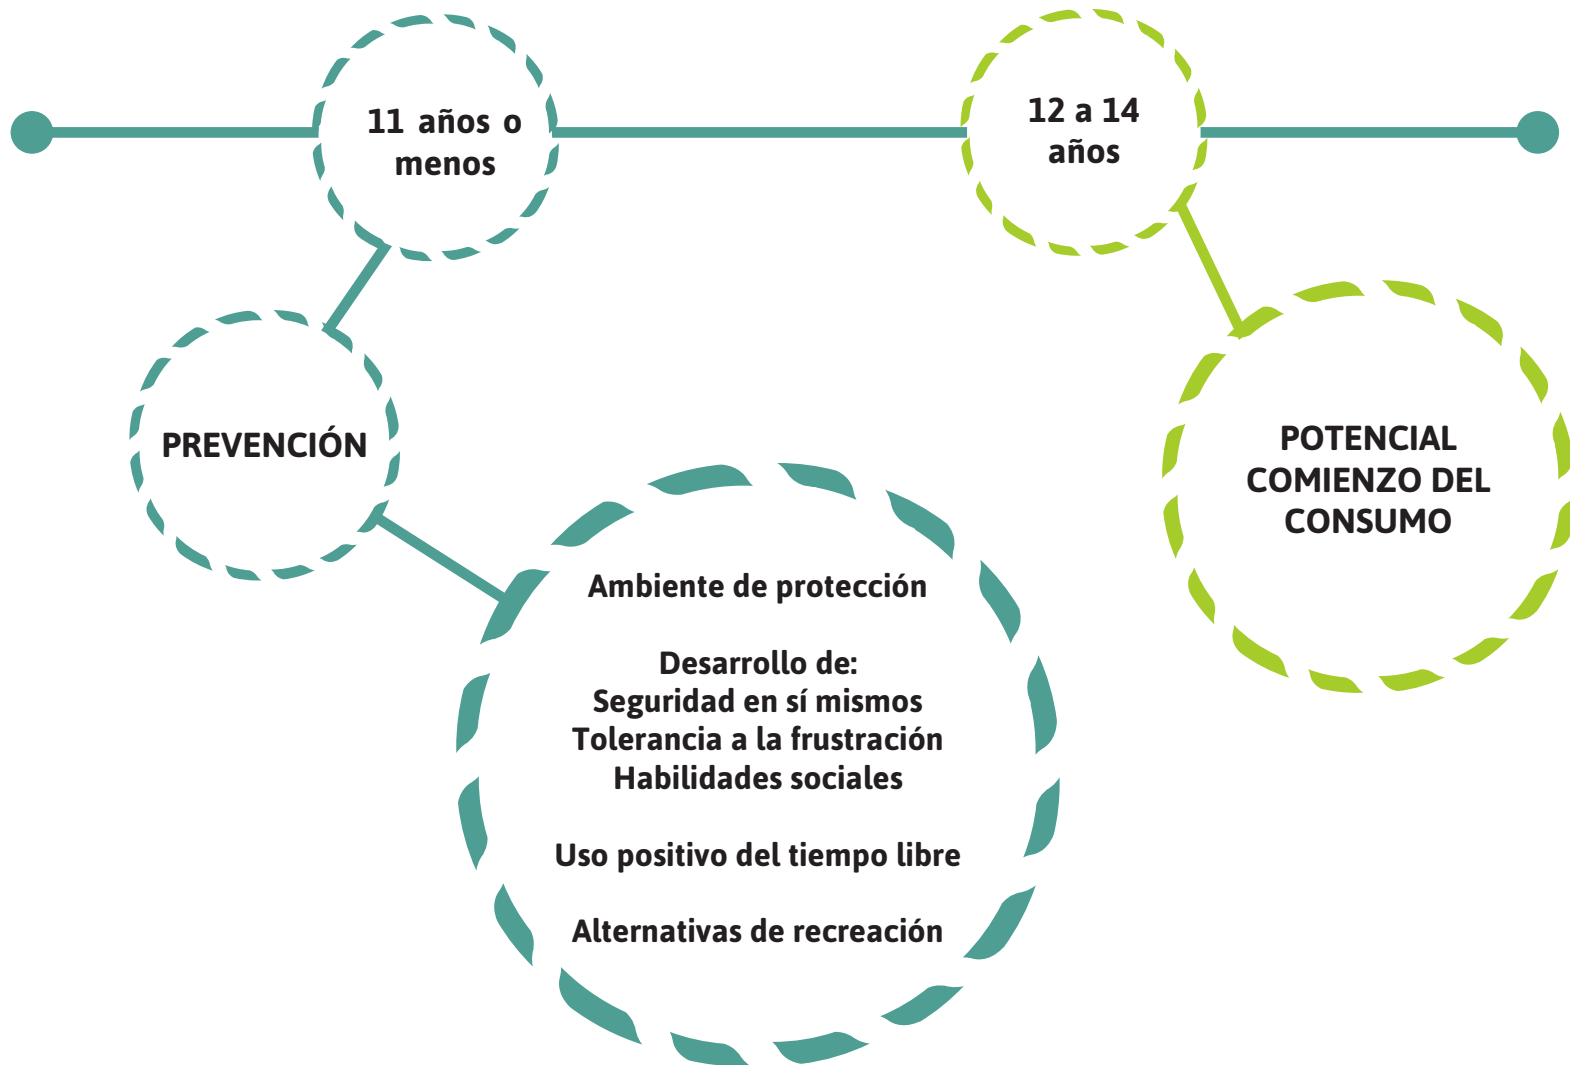 11 años o
menos
12 a 14
años
PREVENCIÓN
POTENCIAL
COMIENZO DEL
CONSUMO
Ambiente de protección
Desarrollo de:
Seguridad en sí mismos
Tolerancia a la frustración
Habilidades sociales
Uso positivo del tiempo libre
Alternativas de recreación